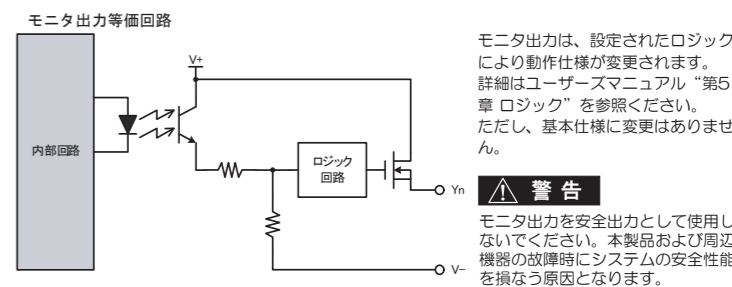 モニタ出力等価回路
V+
内部回路
ロジック
回路
Yn
V−
モニタ出力は、設定されたロジック
により動作仕様が変更されます。
詳細はユーザーズマニュアル“第5
章 ロジック”を参照ください。
ただし、基本仕様に変更はありませ
ん。
警 告
モニタ出力を安全出力として使用し
ないでください。本製品および周辺
機器の故障時にシステムの安全性能
を損なう原因となります。